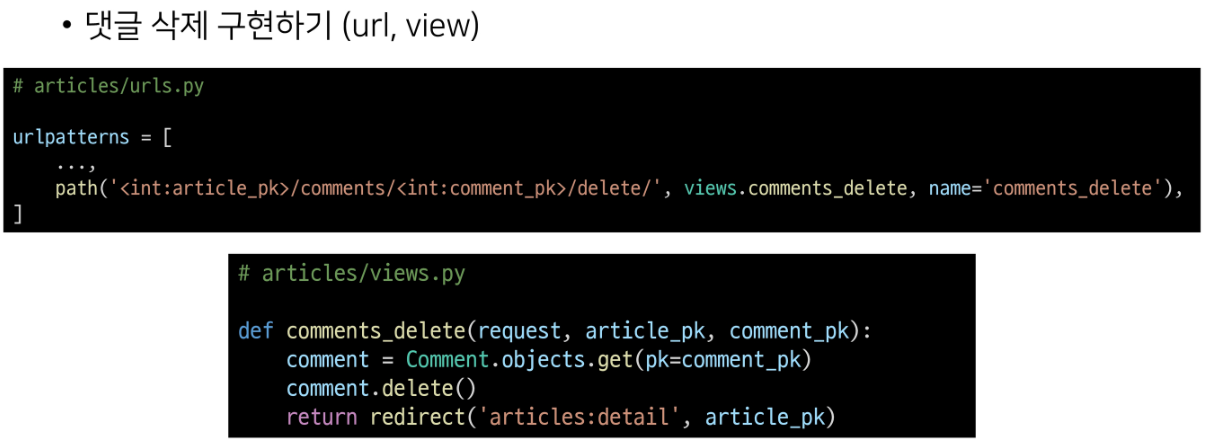 • 댓글 삭제 구현하기 (url, view)
# articles/urls.py
urlpatterns = [
    ...,
    path('<int:article_pk>/comments/<int:comment_pk>/delete/', views.comments_delete, name='comments_delete'),
]
# articles/views.py
def comments_delete(request, article_pk, comment_pk):
    comment = Comment.objects.get(pk=comment_pk)
    comment.delete()
    return redirect('articles:detail', article_pk)